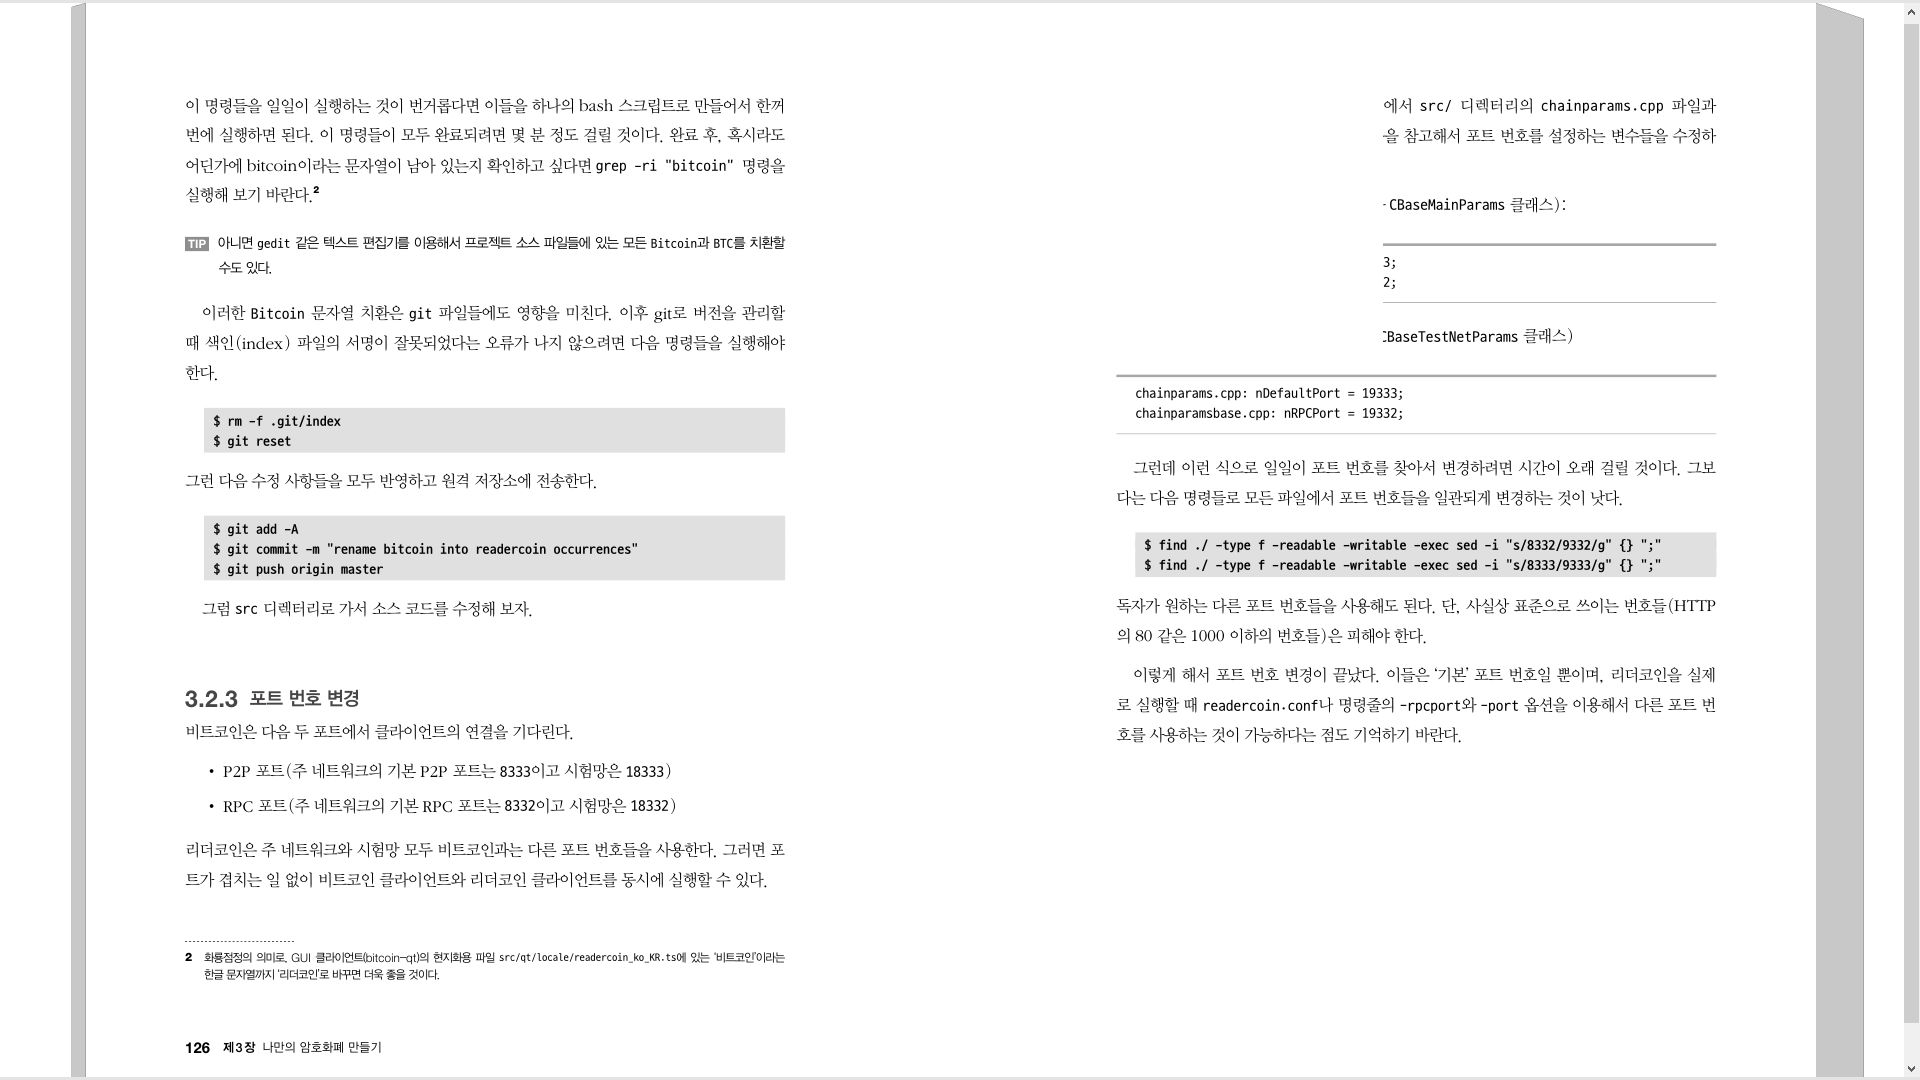 이 명령들을 일일이 실행하는 것이 번거롭다면 이들을 하나의 bash 스크립트로 만들어서 한꺼
번에 실행하면 된다. 이 명령들이 모두 완료되려면 몇 분 정도 걸릴 것이다. 완료 후, 혹시라도
어딘가에 bitcoin이라는 문자열이 남아 있는지 확인하고 싶다면 grep -ri "bitcoin" 명령을
실행해 보기 바란다.2
TIP 아니면 gedit 같은 텍스트 편집기를 이용해서 프로젝트 소스 파일들에 있는 모든 Bitcoin과 BTC를 치환할
수도 있다.
이러한 Bitcoin 문자열 치환은 git 파일들에도 영향을 미친다. 이후 git로 버전을 관리할
때 색인(index) 파일의 서명이 잘못되었다는 오류가 나지 않으려면 다음 명령들을 실행해야
한다.
$ rm -f .git/index
$ git reset
그런 다음 수정 사항들을 모두 반영하고 원격 저장소에 전송한다.
$ git add -A
$ git commit -m "rename bitcoin into readercoin occurrences"
$ git push origin master
그럼 src 디렉터리로 가서 소스 코드를 수정해 보자.
3.2.3 포트 번호 변경
비트코인은 다음 두 포트에서 클라이언트의 연결을 기다린다.
• P2P 포트(주 네트워크의 기본 P2P 포트는 8333이고 시험망은 18333)
• RPC 포트(주 네트워크의 기본 RPC 포트는 8332이고 시험망은 18332)
리더코인은 주 네트워크와 시험망 모두 비트코인과는 다른 포트 번호들을 사용한다. 그러면 포
트가 겹치는 일 없이 비트코인 클라이언트와 리더코인 클라이언트를 동시에 실행할 수 있다.
2 화룡점정의 의미로, GUI 클라이언트(bitcoin-qt)의 현지화용 파일 src/qt/locale/readercoin_ko_KR.ts에 있는 '비트코인'이라는
한글 문자열까지 '리더코인'로 바꾸면 더욱 좋을 것이다.
126 제3장 나만의 암호화폐 만들기
에서 src/ 디렉터리의 chainparams.cpp 파일과
을 참고해서 포트 번호를 설정하는 변수들을 수정하
CBaseMainParams 클래스):
3;
2;
BaseTestNetParams 클래스)
chainparams.cpp: nDefaultPort = 19333;
chainparamsbase.cpp: nRPCPort = 19332;
그런데 이런 식으로 일일이 포트 번호를 찾아서 변경하려면 시간이 오래 걸릴 것이다. 그보
다는 다음 명령들로 모든 파일에서 포트 번호들을 일관되게 변경하는 것이 낫다.
$ find ./ -type f -readable -writable -exec sed -i "s/8332/9332/g" {} ";"
$ find ./ -type f -readable -writable -exec sed -i "s/8333/9333/g" {} ";"
독자가 원하는 다른 포트 번호들을 사용해도 된다. 단, 사실상 표준으로 쓰이는 번호들(HTTP
의 80 같은 1000 이하의 번호들)은 피해야 한다.
이렇게 해서 포트 번호 변경이 끝났다. 이들은 '기본' 포트 번호일 뿐이며, 리더코인을 실제
로 실행할 때 readercoin.conf나 명령줄의 -rpcport와 -port 옵션을 이용해서 다른 포트 번
호를 사용하는 것이 가능하다는 점도 기억하기 바란다.